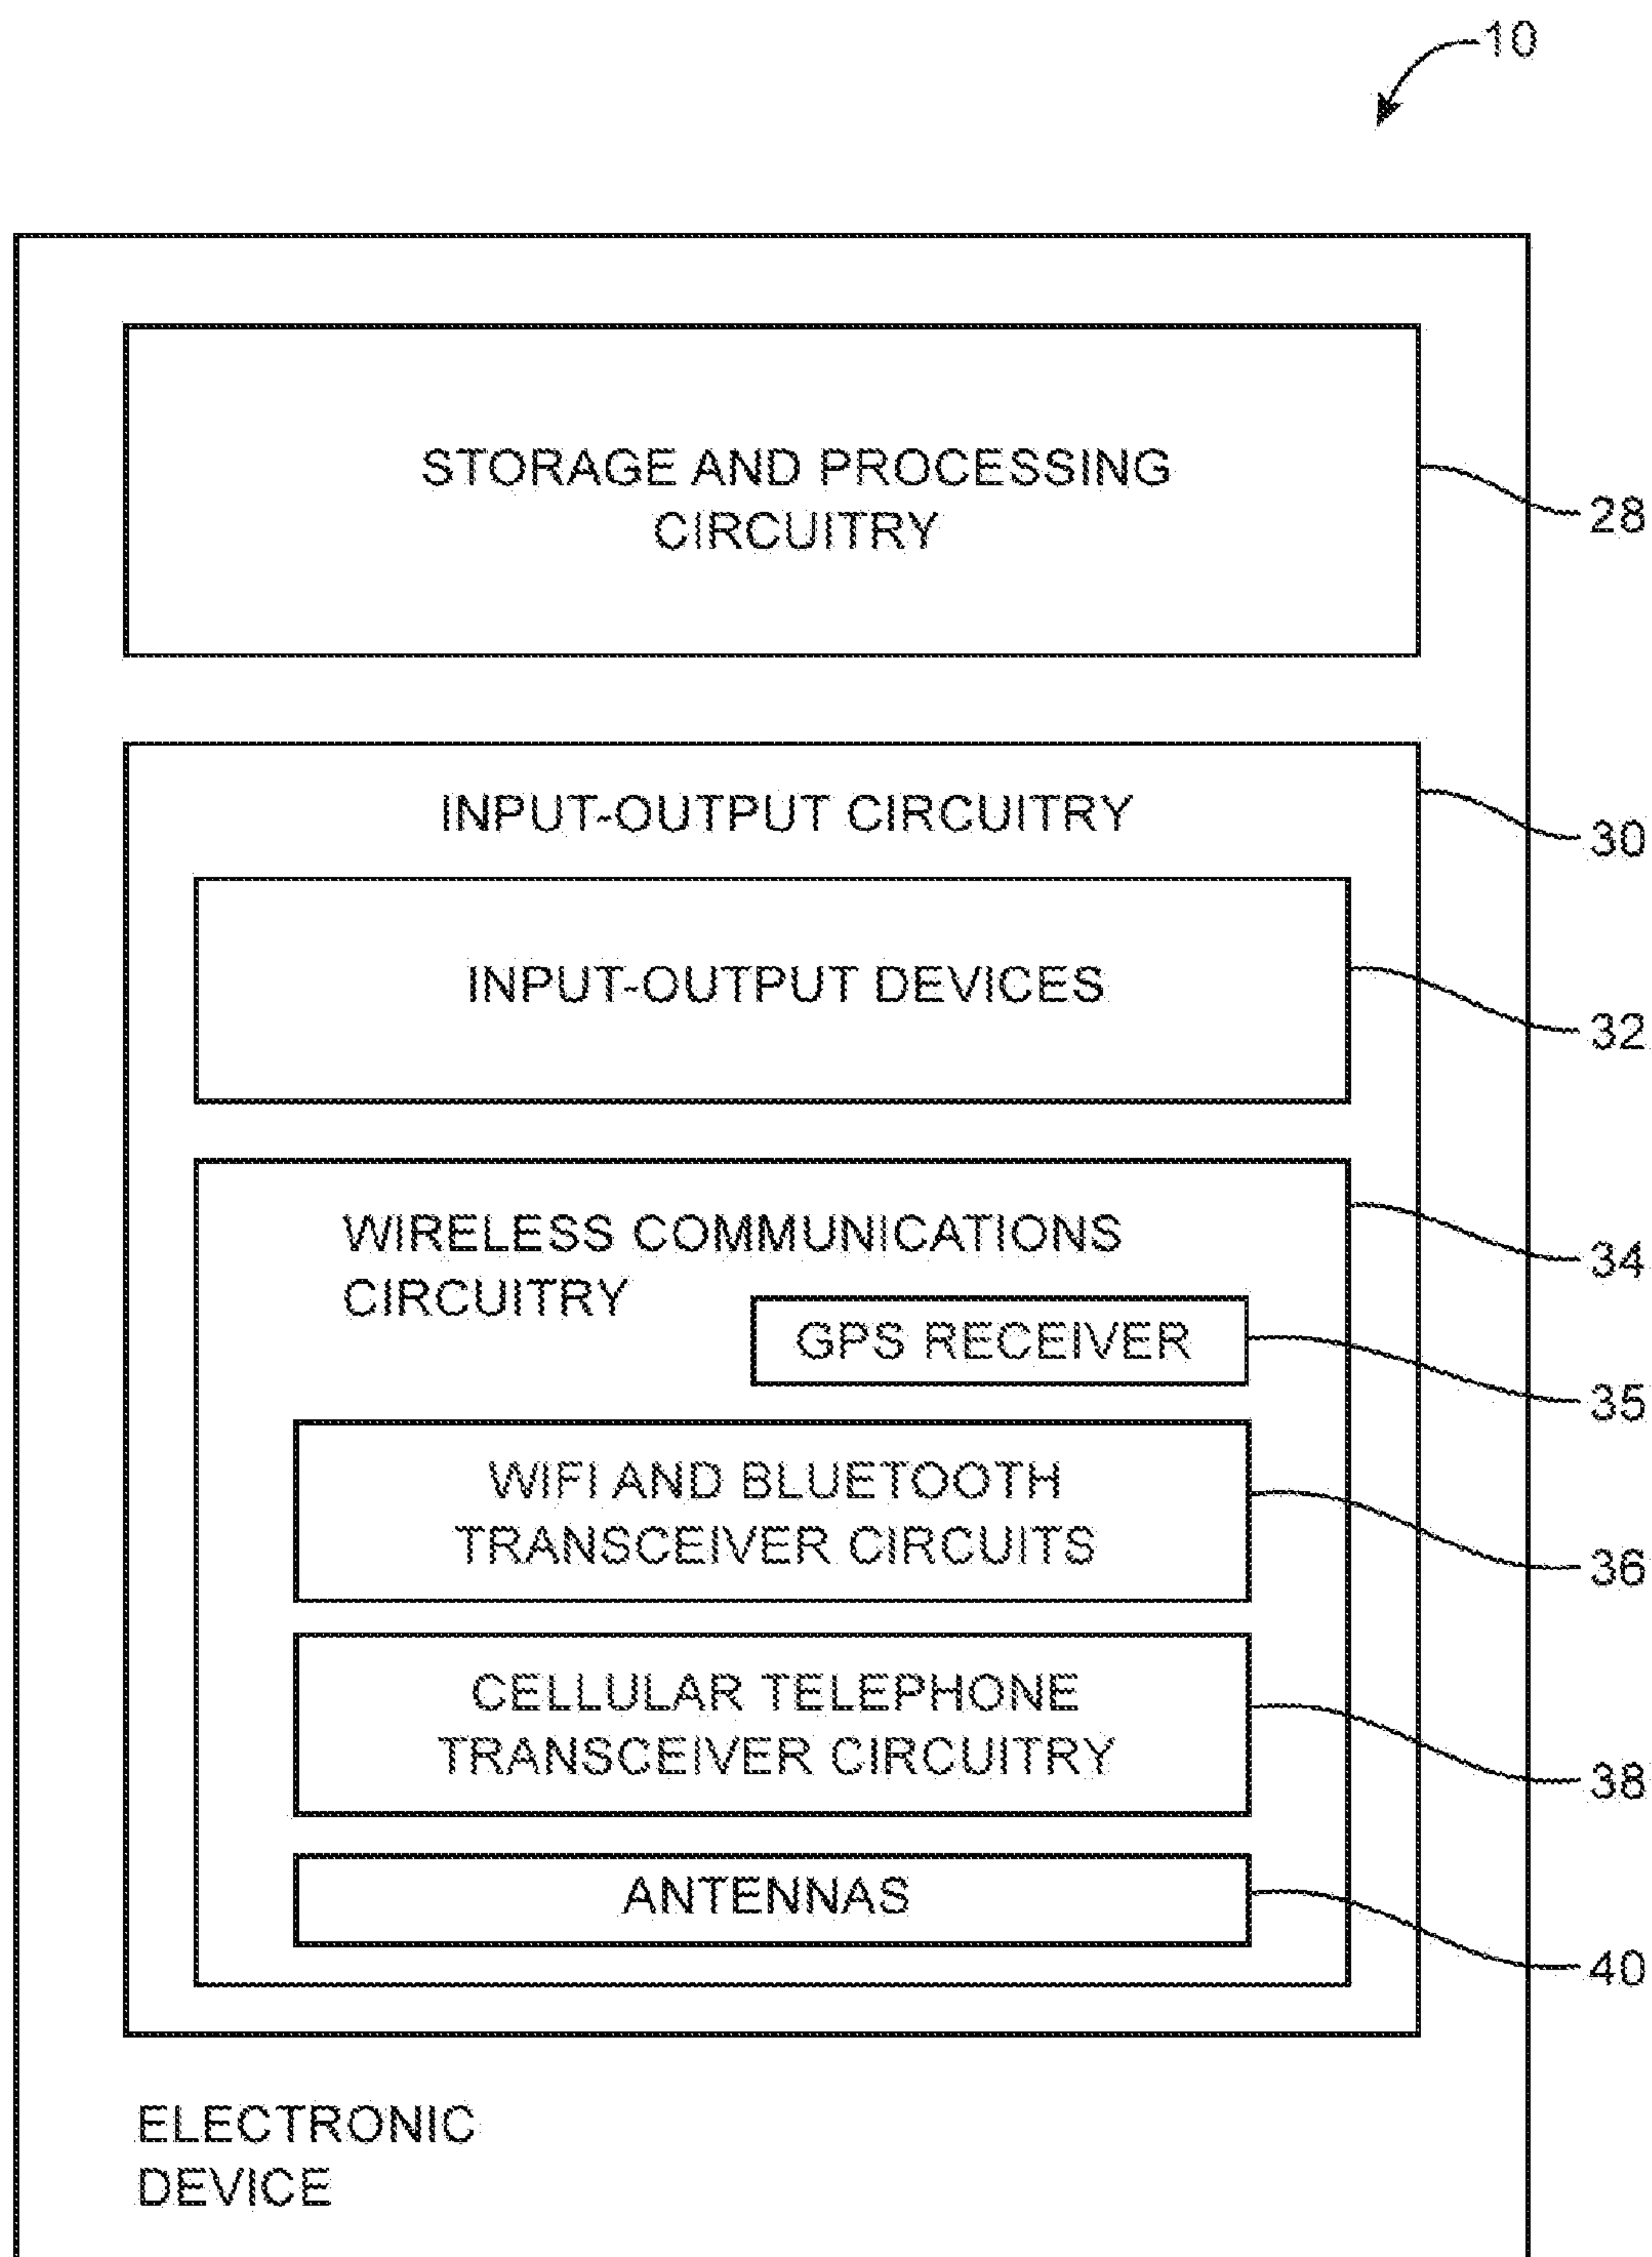 10
STORAGE AND PROCESSING
CIRCUITRY
28
INPUT-OUTPUT CIRCUITRY
30
INPUT-OUTPUT DEVICES
32
WIRELESS COMMUNICATIONS
CIRCUITRY
34
GPS RECEIVER
35
WIFI AND BLUETOOTH
TRANSCEIVER CIRCUITS
36
CELLULAR TELEPHONE
TRANSCEIVER CIRCUITRY
38
ANTENNAS
40
ELECTRONIC
DEVICE